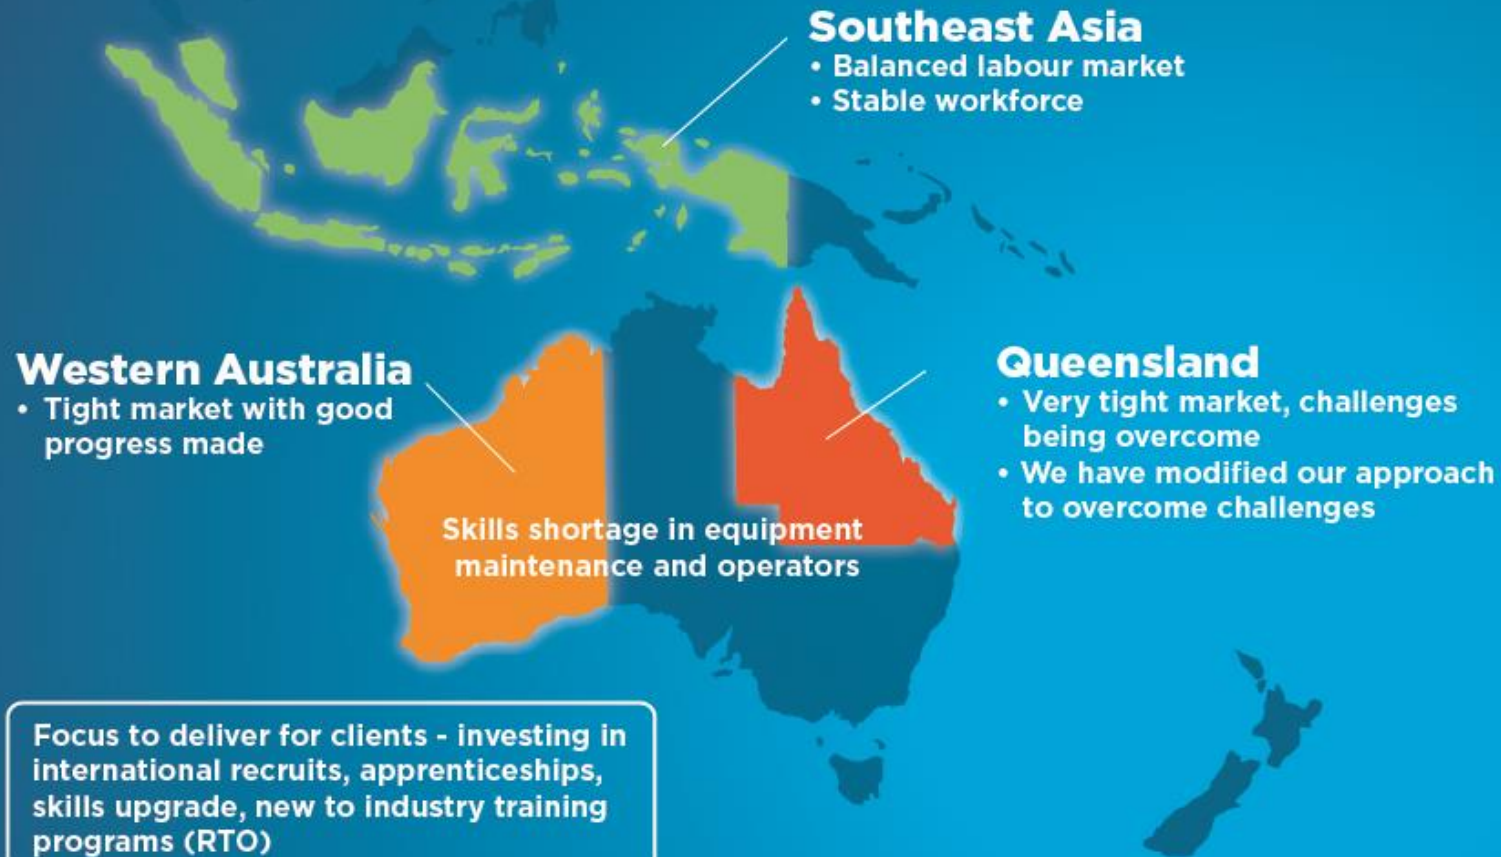 Southeast Asia
• Balanced labour market
• Stable workforce
Western Australia
• Tight market with good
progress made
Queensland
• Very tight market, challenges
being overcome
• We have modified our approach
to overcome challenges
Skills shortage in equipment
maintenance and operators
Focus to deliver for clients - investing in
international recruits, apprenticeships,
skills upgrade, new to industry training
programs (RTO)